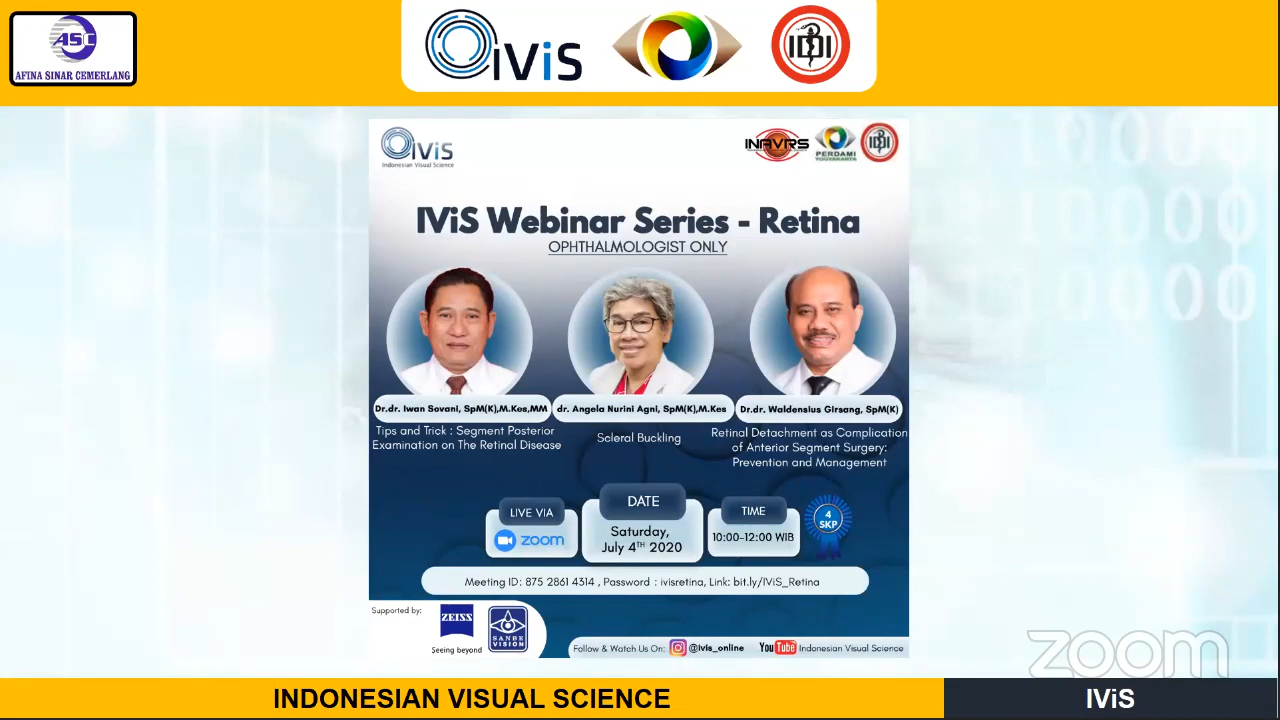 ASC
AFINA SINAR CEMERLANG
IViS
IDI
IViS
Indonesian Visual Science
INAVRS
PERDAMI
YOGYAKARTA
IDI
IViS Webinar Series - Retina
OPHTHALMOLOGIST ONLY
Dr.dr. Iwan Sovani, SpM(K),M.Kes,MM
Tips and Trick : Segment Posterior
Examination on The Retinal Disease
dr. Angela Nurini Agni, SpM(K),M.Kes
Scleral Buckling
Dr.dr. Waldensius Girsang, SpM(K)
Retinal Detachment as Complication
of Anterior Segment Surgery:
Prevention and Management
LIVE VIA
zoom
DATE
Saturday,
July 4TH 2020
TIME
10:00-12:00 WIB
4
SKP
Meeting ID: 875 2861 4314 , Password : ivisretina, Link: bit.ly/IViS_Retina
Supported by:
ZEISS
Seeing beyond
SANBE
VISION
Follow & Watch Us On: @ivis_online YouTube Indonesian Visual Science
zoom
INDONESIAN VISUAL SCIENCE
IViS